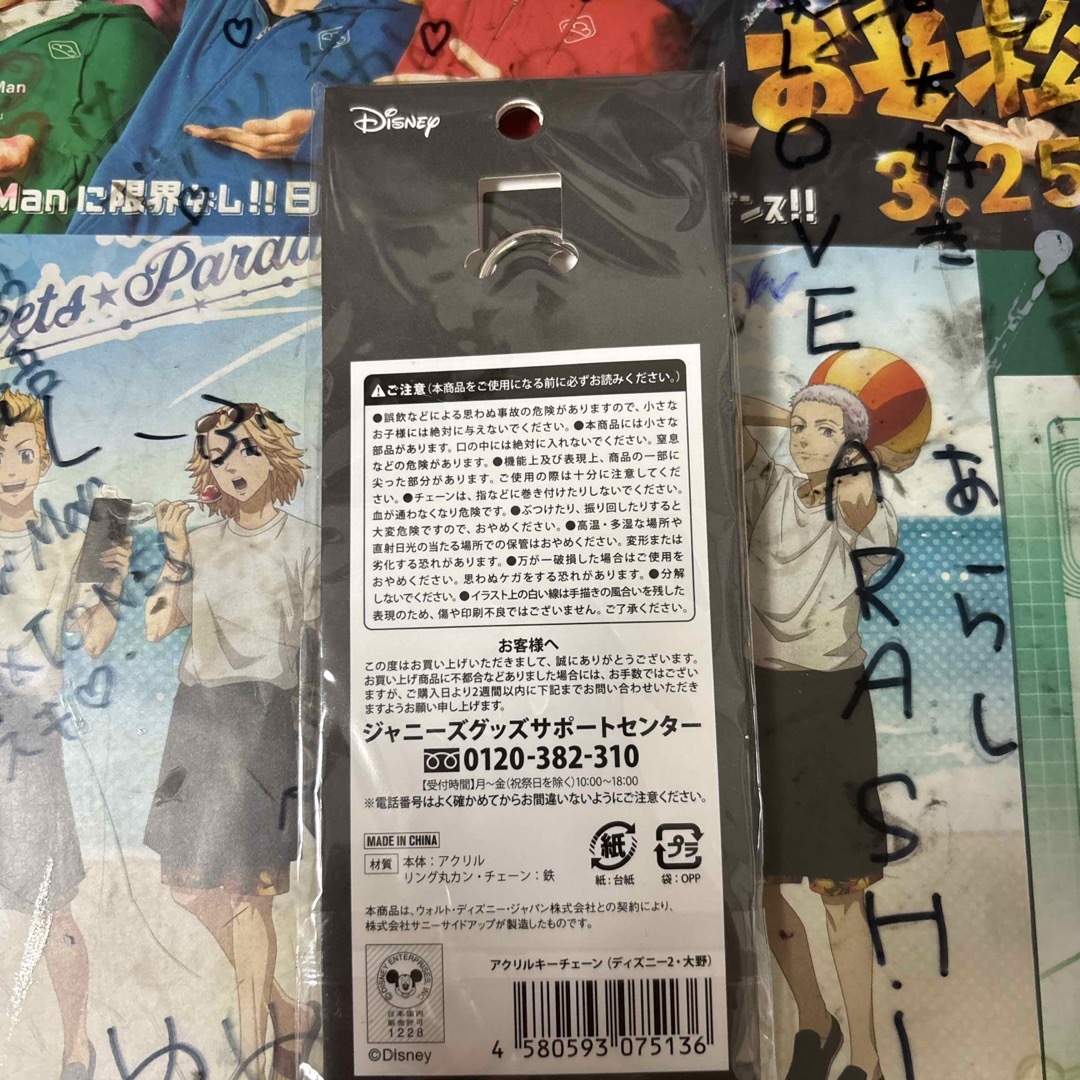 Man
おそ松
3.25
Manに限界なし!!日
ンス!!
大好き
LOVE
ARASHI
あらし
eets★Parad
Disney
ご注意(本商品をご使用になる前に必ずお読みください。)
●誤飲などによる思わぬ事故の危険がありますので、小さな
お子様には絶対に与えないでください。●本商品には小さな
部品があります。口の中には絶対に入れないでください。窒息
などの危険があります。●機能上及び表現上、商品の一部に
尖った部分があります。ご使用の際は十分に注意してくだ
さい。●チェーンは、指などに巻き付けたりしないでください。
血が通わなくなり危険です。●ぶつけたり、振り回したりすると
大変危険ですので、おやめください。●高温・多湿な場所や
直射日光の当たる場所での保管はおやめください。変形または
劣化する恐れがあります。●万が一破損した場合はご使用を
おやめください。思わぬケガをする恐れがあります。●分解
しないでください。●イラスト上の白い線は手描きの風合いを残した
表現のため、傷や印刷不良ではございません。ご了承ください。
お客様へ
この度はお買い上げいただきまして、誠にありがとうございます。
お買い上げ商品に不都合などありました場合には、お手数ではござい
ますが、ご購入日より2週間以内に下記までお問い合わせいただき
ますようお願い申し上げます。
ジャニーズグッズサポートセンター
0120-382-310
【受付時間】月〜金(祝祭日を除く)10:00〜18:00
※電話番号はよく確かめてからお間違いないようにご注意ください。
MADE IN CHINA
材質 本体：アクリル
リング丸カン・チェーン：鉄
紙
紙：台紙
プラ
袋：OPP
本商品は、ウォルト・ディズニー・ジャパン株式会社との契約により、
株式会社サニーサイドアップが製造したものです。
©DISNEY ENTERPRISES, INC.
日本国内
販売許可
1228
©Disney
アクリルキーチェーン(ディズニー2・大野)
4 580593 075136